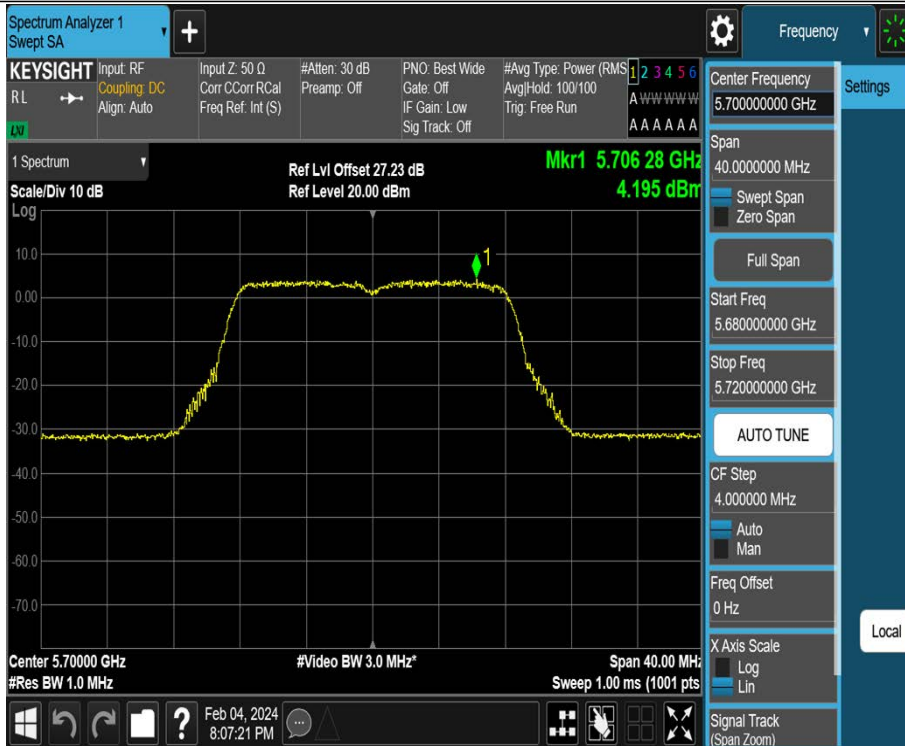 Spectrum Analyzer 1
Swept SA
+
Frequency
KEYSIGHT
R L
LXI
Input: RF
Coupling: DC
Align: Auto
Input Z: 50 Ω
Corr CCorr RCal
Freq Ref: Int (S)
#Atten: 30 dB
Preamp: Off
PNO: Best Wide
Gate: Off
IF Gain: Low
Sig Track: Off
#Avg Type: Power (RMS
Avg|Hold: 100/100
Trig: Free Run
1 2 3 4 5 6
A W W W W W
A A A A A A
1 Spectrum
Scale/Div 10 dB
Log
Ref Lvl Offset 27.23 dB
Ref Level 20.00 dBm
Mkr1 5.706 28 GHz
4.195 dBm
1
10.0
0.00
-10.0
-20.0
-30.0
-40.0
-50.0
-60.0
-70.0
Center 5.70000 GHz
#Res BW 1.0 MHz
#Video BW 3.0 MHz*
Span 40.00 MHz
Sweep 1.00 ms (1001 pts
Feb 04, 2024
8:07:21 PM
?
Center Frequency
5.700000000 GHz
Settings
Span
40.0000000 MHz
Swept Span
Zero Span
Full Span
Start Freq
5.680000000 GHz
Stop Freq
5.720000000 GHz
AUTO TUNE
CF Step
4.000000 MHz
Auto
Man
Freq Offset
0 Hz
Local
X Axis Scale
Log
Lin
Signal Track
(Span Zoom)